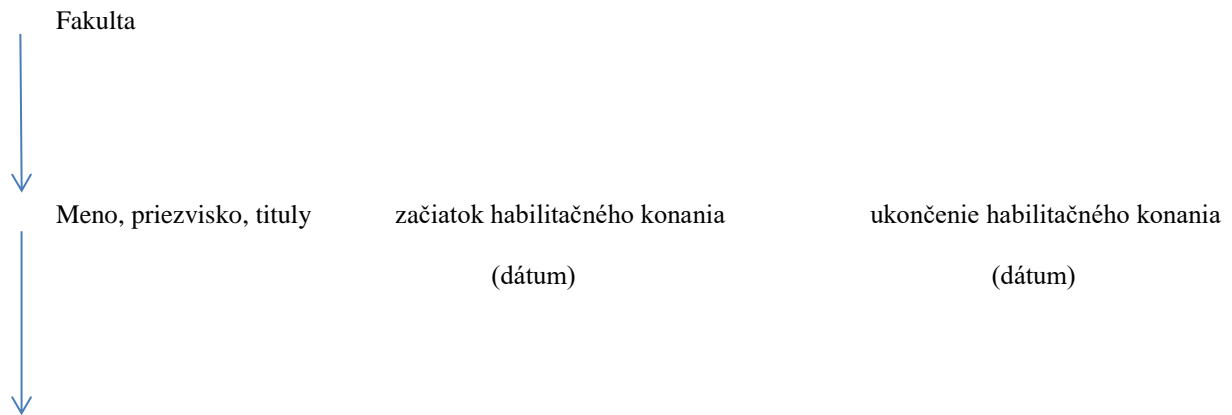 Fakulta
Meno, priezvisko, tituly začiatok habilitačného konania ukončenie habilitačného konania
(dátum) (dátum)